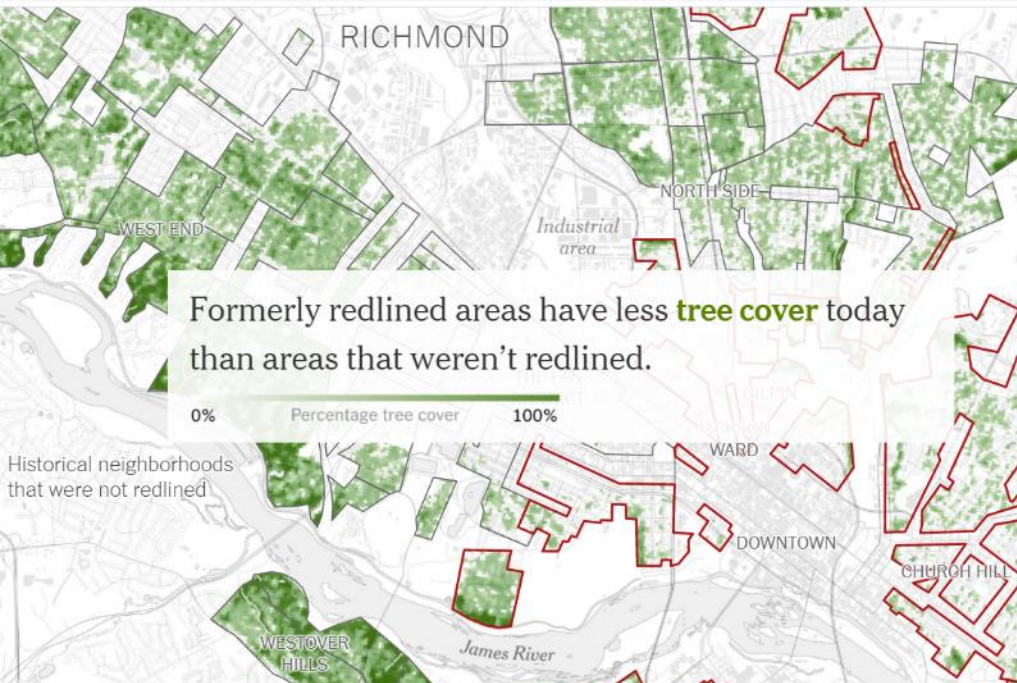 RICHMOND
NORTH SIDE
WEST END
Industrial
area
Formerly redlined areas have less tree cover today
than areas that weren't redlined.
0% Percentage tree cover 100%
GILPIN
JACKSON
WARD
Historical neighborhoods
that were not redlined
DOWNTOWN
CHURCH HILL
WESTOVER
HILLS
James River